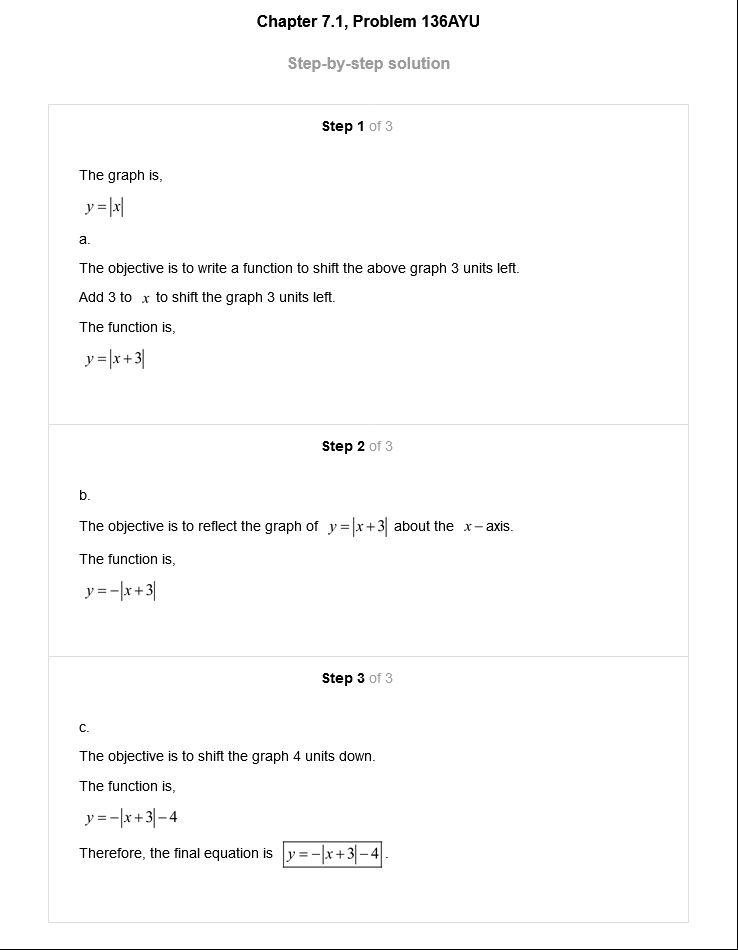 Chapter 7.1, Problem 136AYU
Step-by-step solution
Step 1 of 3
The graph is,
y = |x|
a.
The objective is to write a function to shift the above graph 3 units left.
Add 3 to x to shift the graph 3 units left.
The function is,
y = |x + 3|
Step 2 of 3
b.
The objective is to reflect the graph of y = |x + 3| about the x – axis.
The function is,
y = –|x + 3|
Step 3 of 3
c.
The objective is to shift the graph 4 units down.
The function is,
y = –|x + 3| – 4
Therefore, the final equation is y = –|x + 3| – 4.